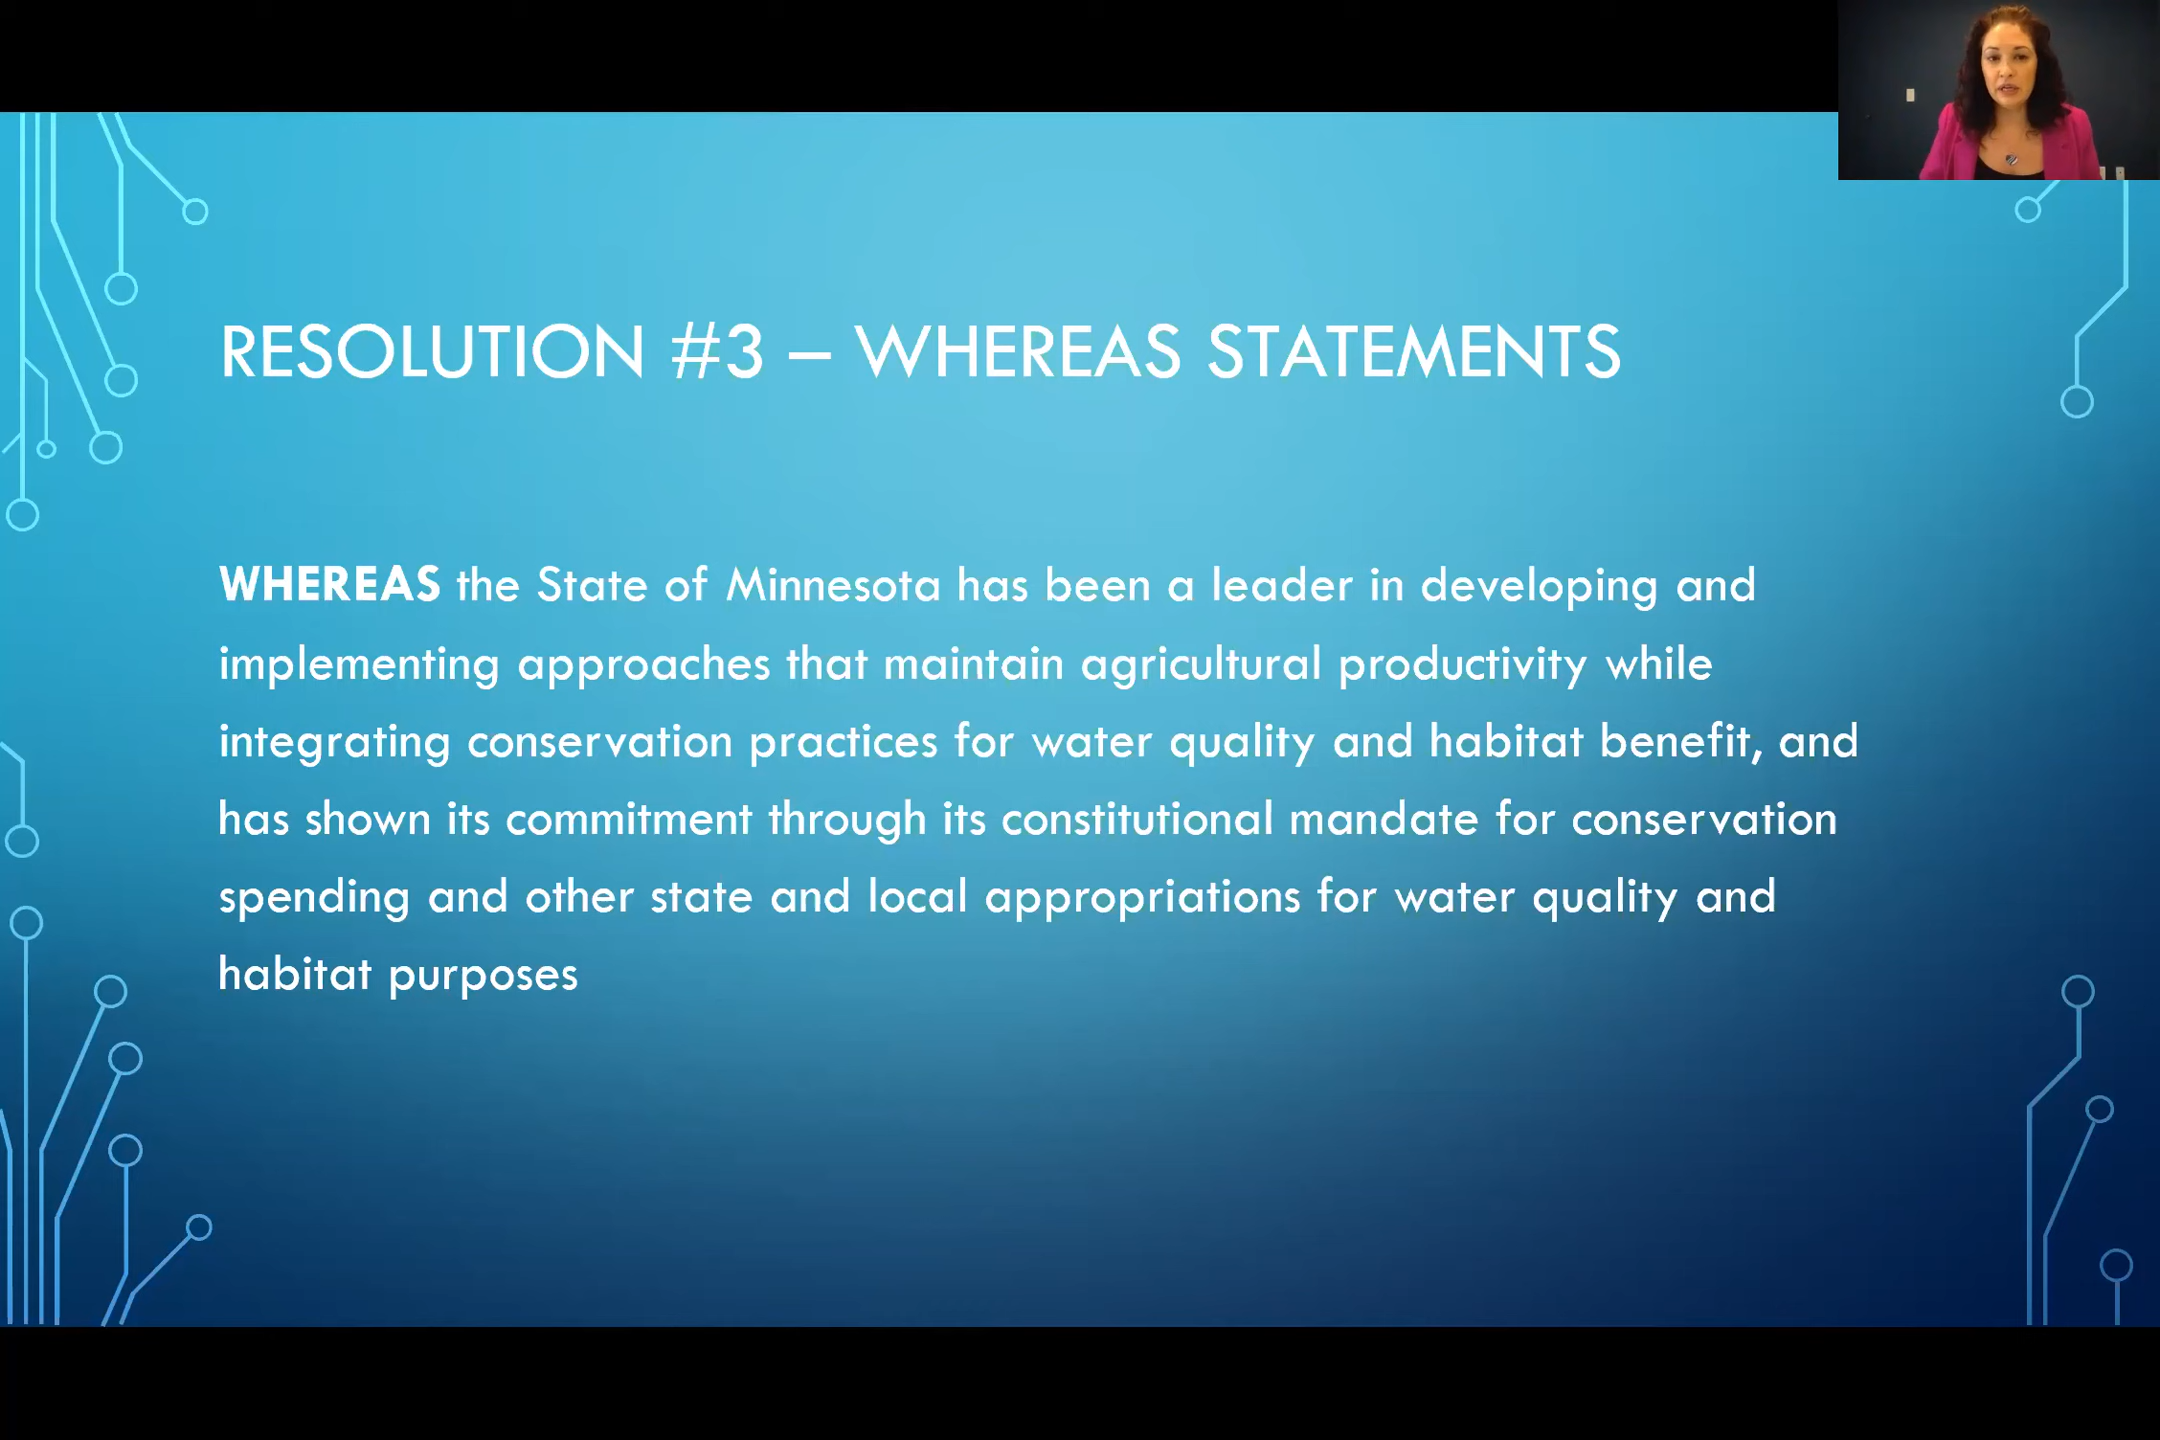 RESOLUTION #3 – WHEREAS STATEMENTS
WHEREAS the State of Minnesota has been a leader in developing and
implementing approaches that maintain agricultural productivity while
integrating conservation practices for water quality and habitat benefit, and
has shown its commitment through its constitutional mandate for conservation
spending and other state and local appropriations for water quality and
habitat purposes